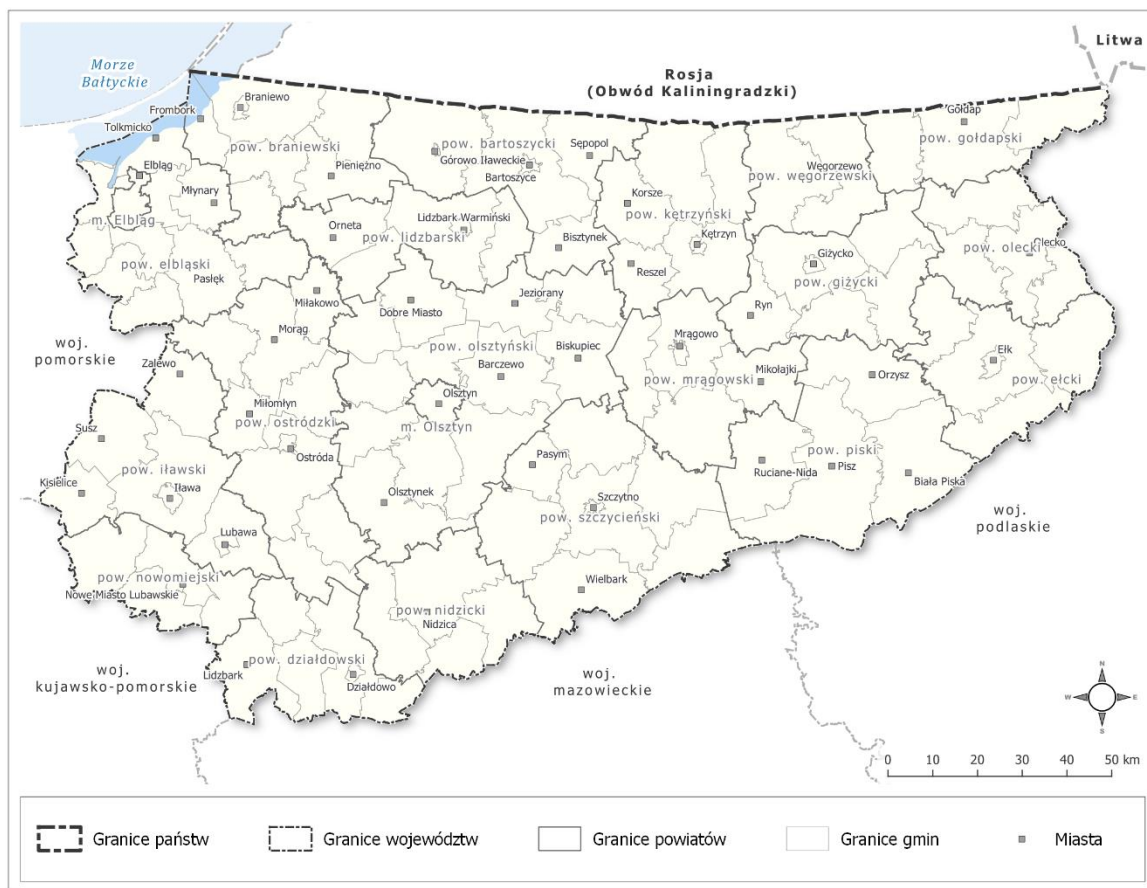 Litwa
Morze
Bałtyckie
Rosja
(Obwód Kaliningradzki)
Frombork
Braniewo
Gołdap
pow. gołdapski
Tolkmicko
pow. braniewski
pow. bartoszycki
Sępopol
Górowo Iławeckie
Bartoszyce
Elbląg
Pieniężno
Węgorzewo
pow. węgorzewski
Młynary
Korsze
m. Elbląg
Lidzbark Warmiński
pow. kętrzyński
Orneta
pow. lidzbarski
Bisztynek
Kętrzyn
pow. olecki
Olecko
pow. elbląski
Pasłęk
Reszel
Giżycko
pow. giżycki
Miłakowo
Dobre Miasto
Jeziorany
Ryn
Morąg
woj.
pomorskie
pow. olsztyński
Biskupiec
Mrągowo
Ełk
Zalewo
Barczewo
pow. mrągowski
Mikołajki
Orzysz
pow. ełcki
Miłomłyn
pow. ostródzki
Olsztyn
m. Olsztyn
Susz
Ostróda
pow. iławski
Pasym
pow. piski
Ruciane-Nida
Pisz
Biała Piska
Kisielice
Iława
Olsztynek
Szczytno
pow. szczycieński
woj.
podlaskie
Lubawa
pow. nowomiejski
Nowe Miasto Lubawskie
Wielbark
pow. nidzicki
Nidzica
woj.
kujawsko-pomorskie
Lidzbark
pow. działdowski
Działdowo
woj.
mazowieckie
N
W E
S
0 10 20 30 40 50 km
Granice państw
Granice województw
Granice powiatów
Granice gmin
Miasta